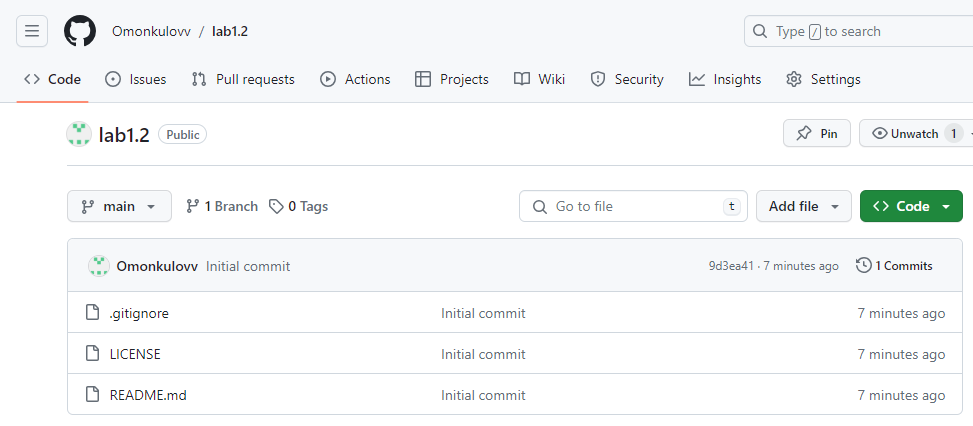 Omonkulovv / lab1.2 Type / to search
Code Issues Pull requests Actions Projects Wiki Security Insights Settings
lab1.2 Public Pin Unwatch 1
main 1 Branch 0 Tags Go to file t Add file Code
Omonkulovv Initial commit 9d3ea41 · 7 minutes ago 1 Commits
.gitignore Initial commit 7 minutes ago
LICENSE Initial commit 7 minutes ago
README.md Initial commit 7 minutes ago